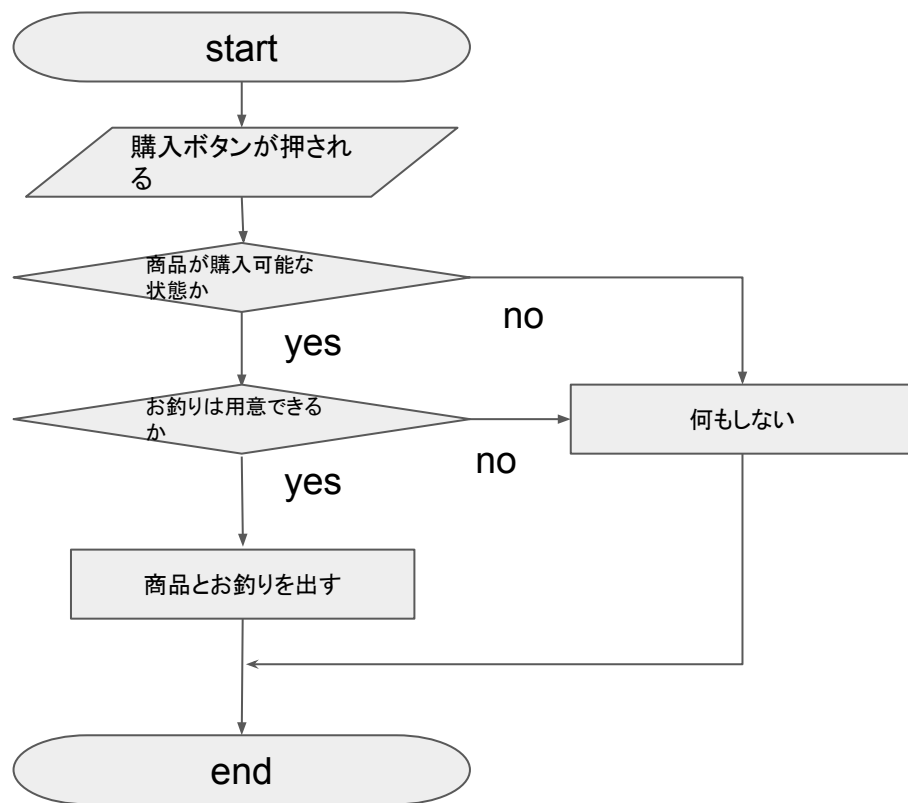 start
購入ボタンが押され
る
商品が購入可能な
状態か
no
yes
お釣りは用意できる
か
何もしない
no
yes
商品とお釣りを出す
end